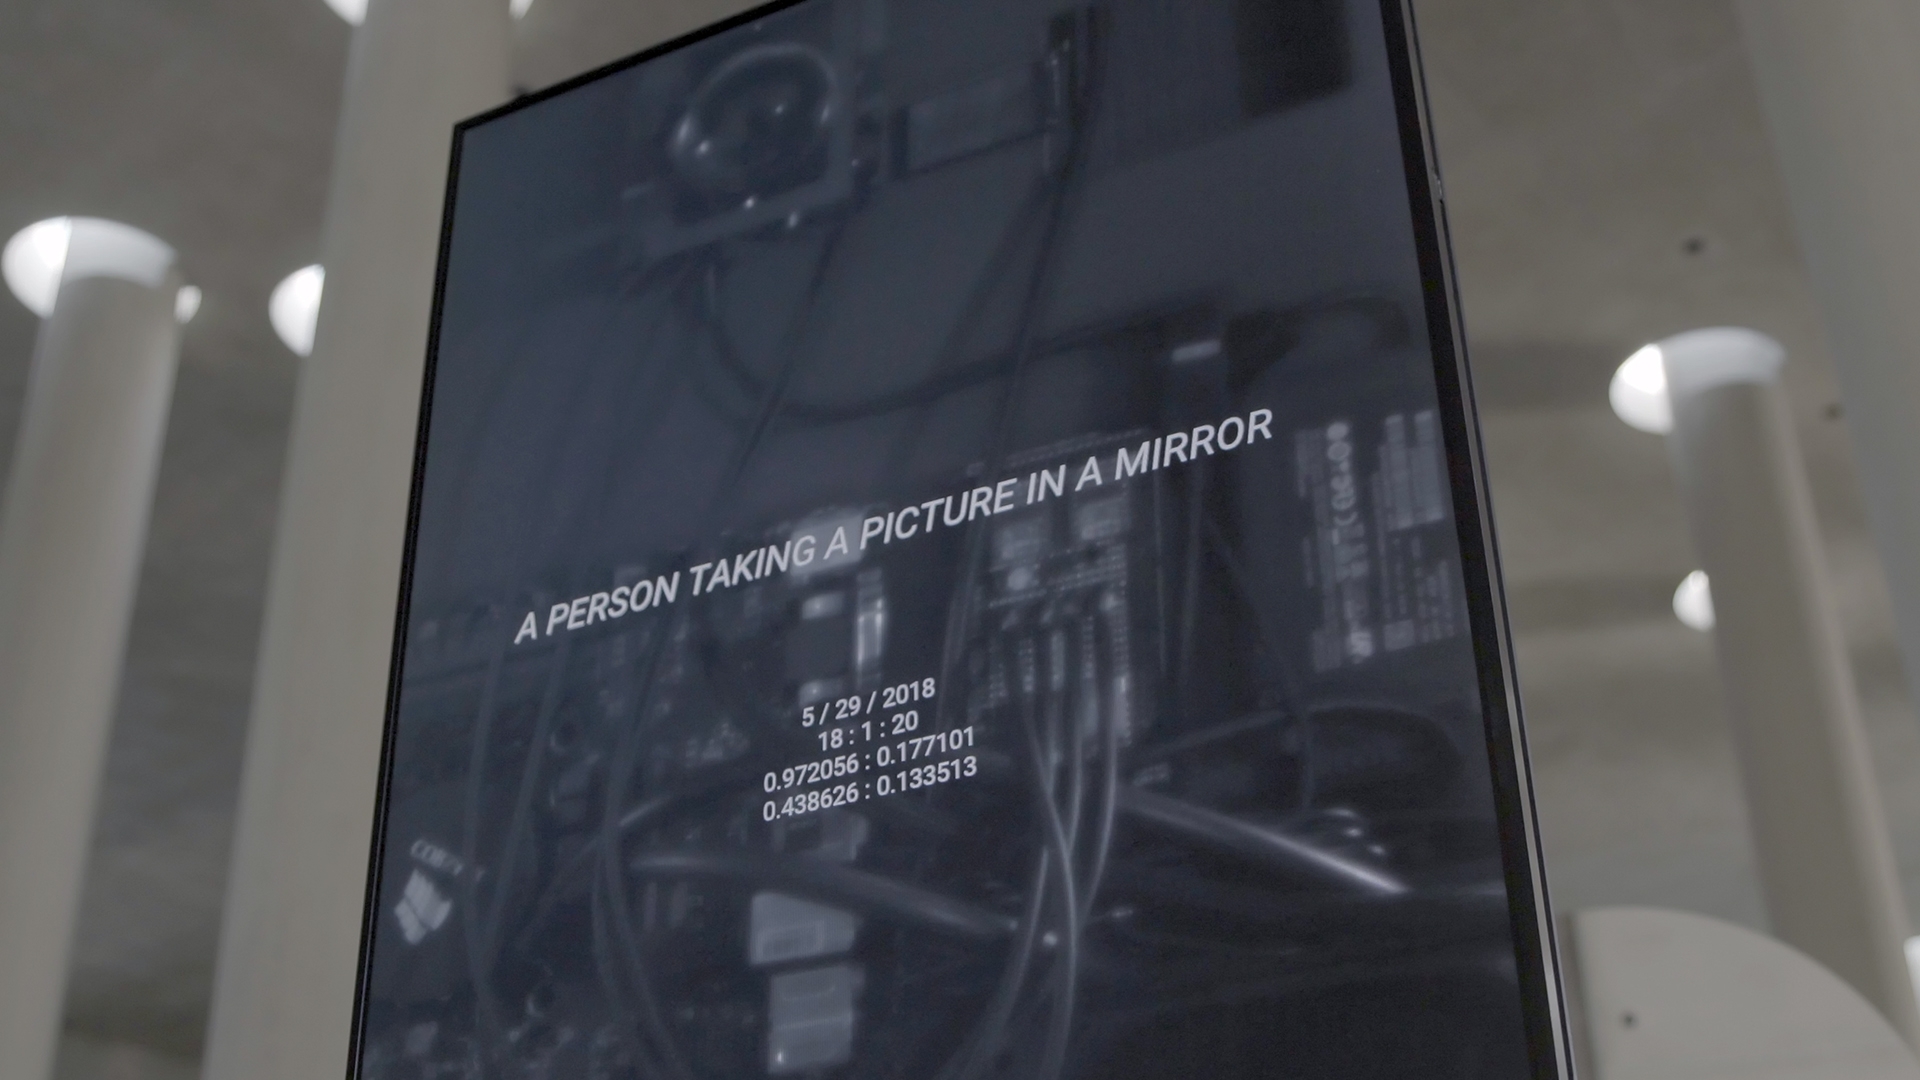 A PERSON TAKING A PICTURE IN A MIRROR
5 / 29 / 2018
18 : 1 : 20
0.972056 : 0.177101
0.438626 : 0.133513